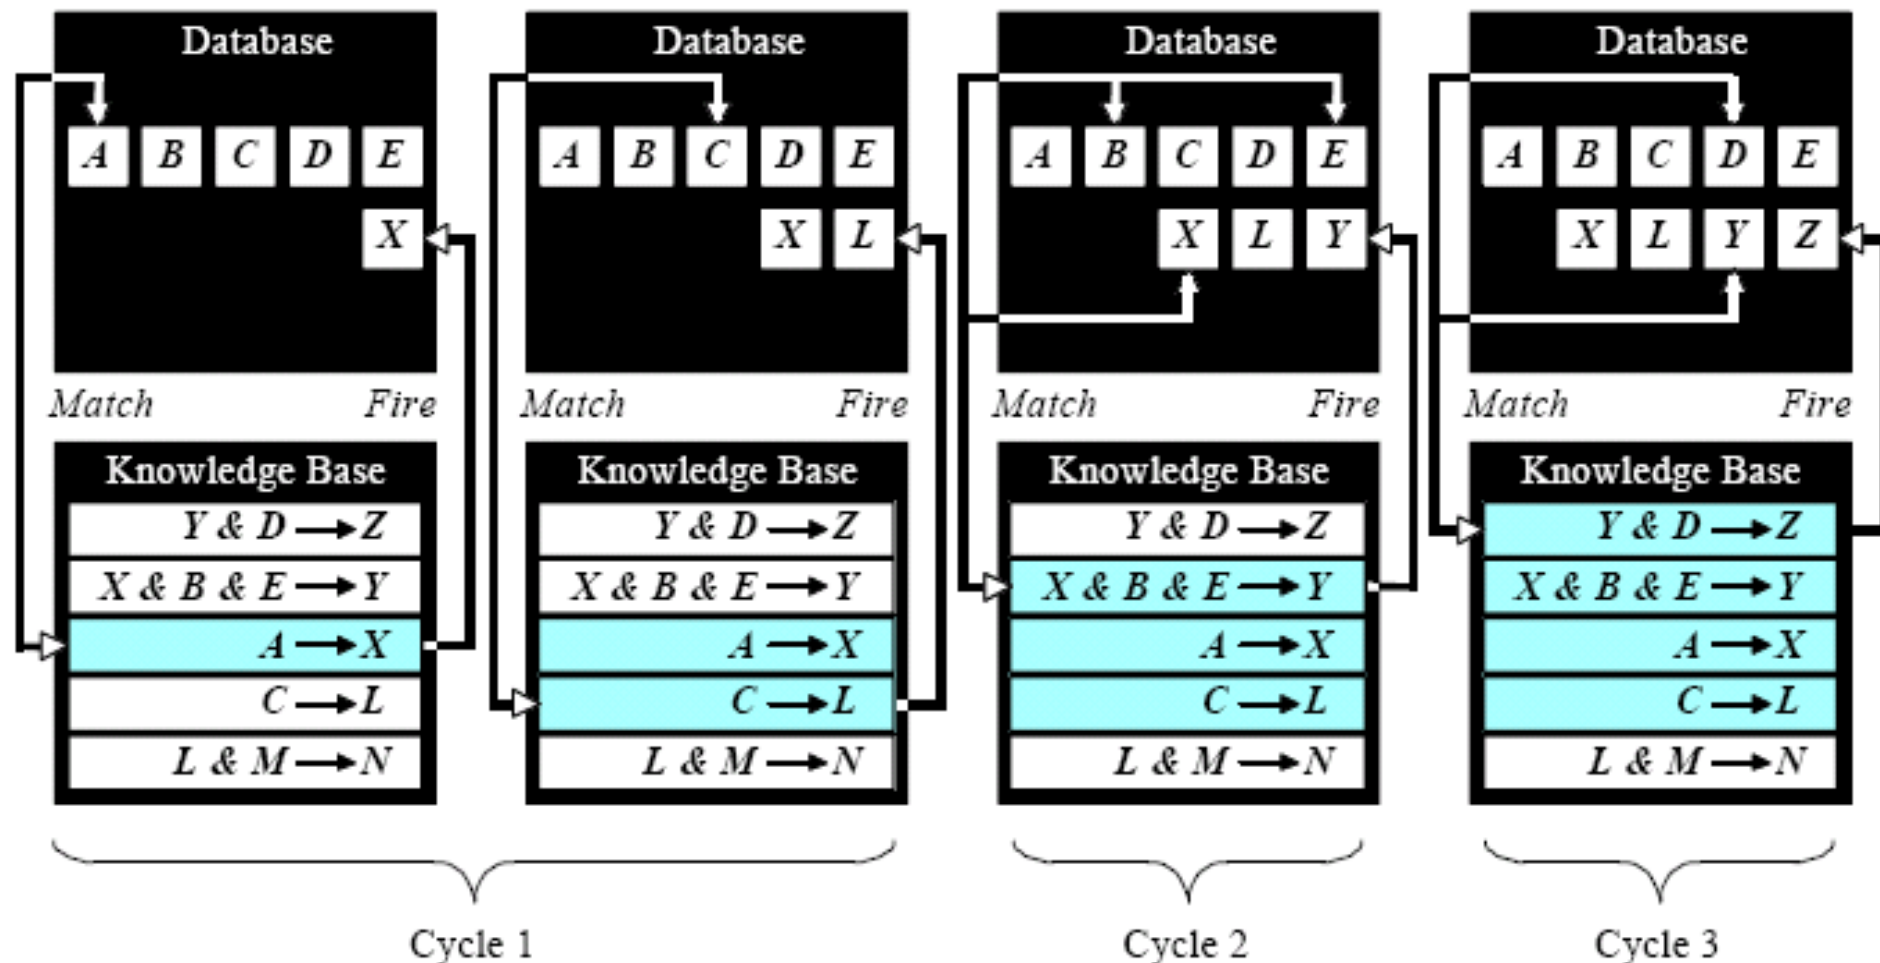 Database Database Database Database
A B C D E A B C D E A B C D E A B C D E
X X L X L Y X L Y Z
Match Fire Match Fire Match Fire Match Fire
Knowledge Base Knowledge Base Knowledge Base Knowledge Base
Y & D → Z Y & D → Z Y & D → Z Y & D → Z
X & B & E → Y X & B & E → Y X & B & E → Y X & B & E → Y
A → X A → X A → X A → X
C → L C → L C → L C → L
L & M → N L & M → N L & M → N L & M → N
Cycle 1 Cycle 2 Cycle 3